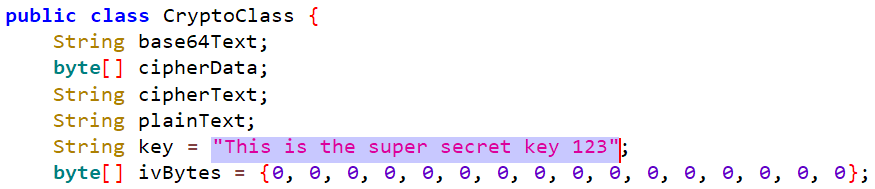 public class CryptoClass {
String base64Text;
byte[] cipherData;
String cipherText;
String plainText;
String key = "This is the super secret key 123";
byte[] ivBytes = {0, 0, 0, 0, 0, 0, 0, 0, 0, 0, 0, 0, 0, 0, 0, 0};